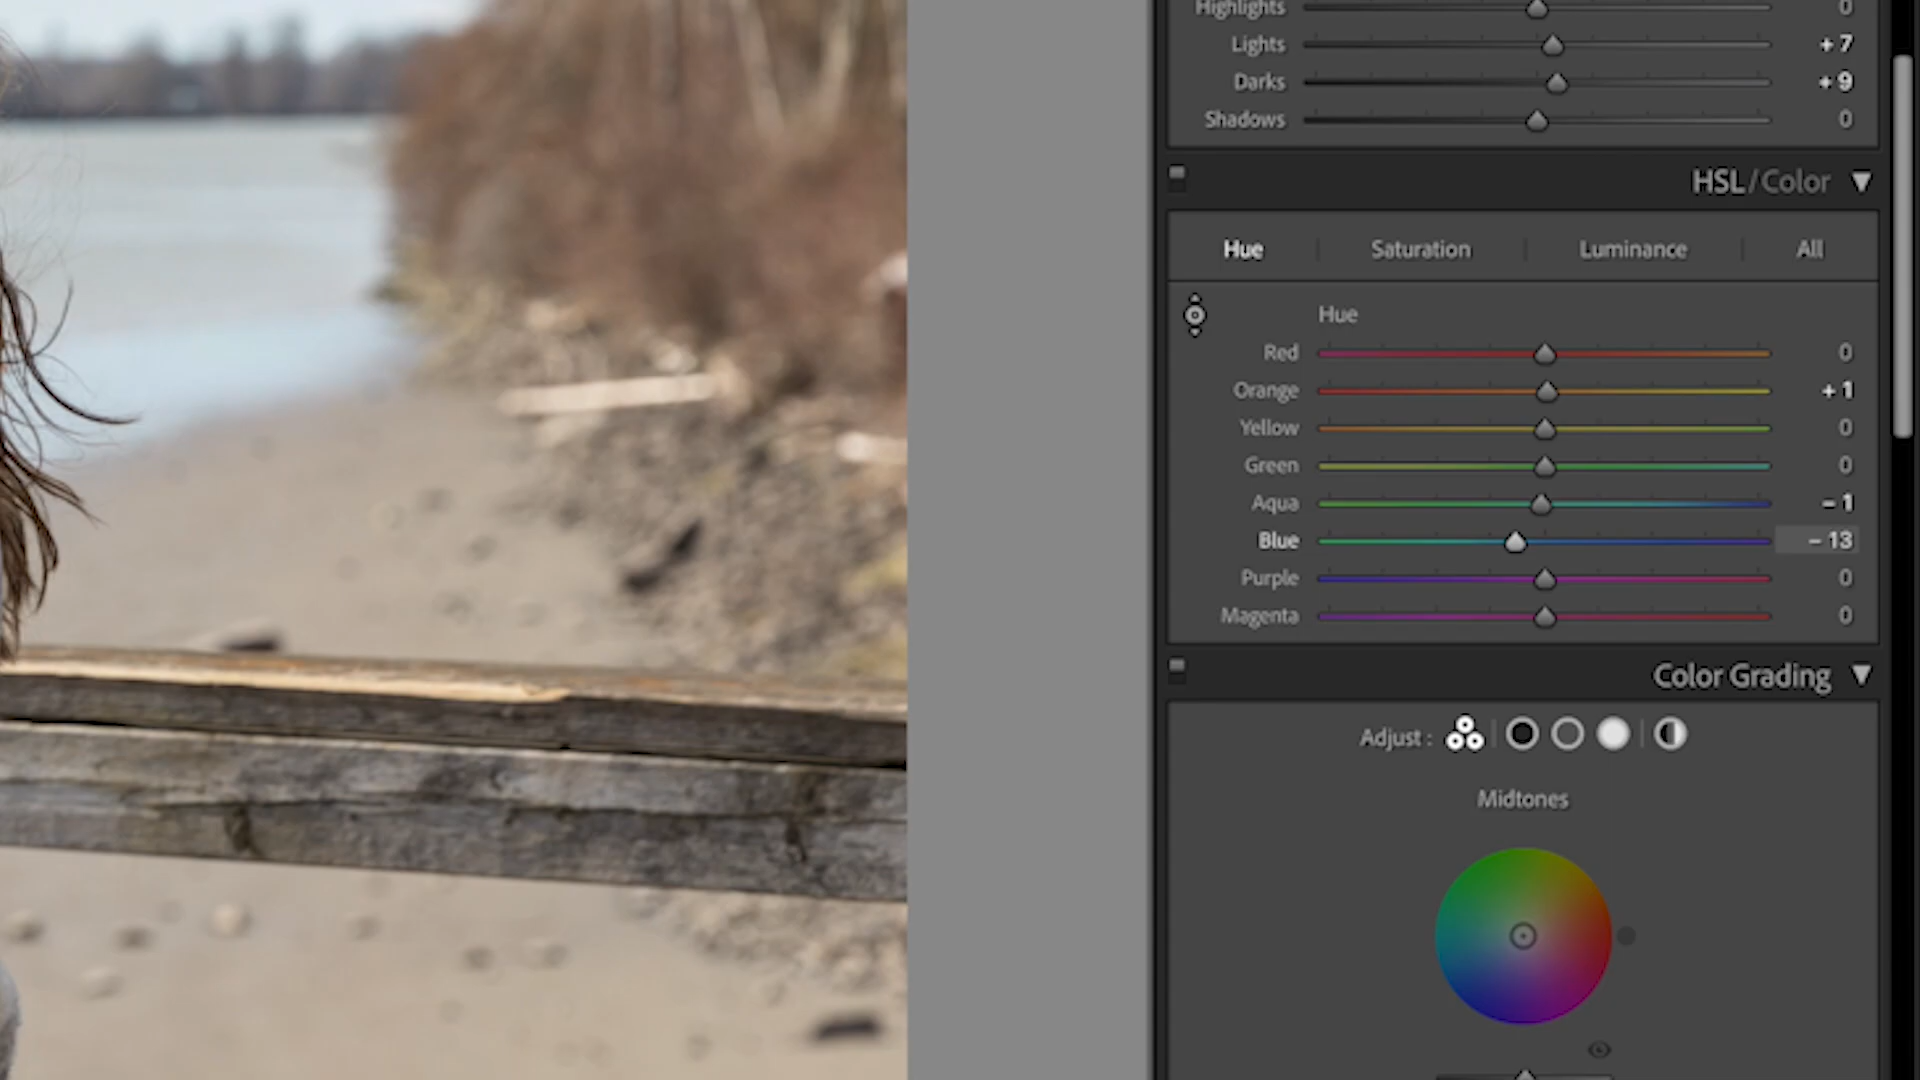 Highlights 0
Lights + 7
Darks + 9
Shadows 0
HSL / Color
Hue Saturation Luminance All
Hue
Red 0
Orange + 1
Yellow 0
Green 0
Aqua - 1
Blue - 13
Purple 0
Magenta 0
Color Grading
Adjust :
Midtones